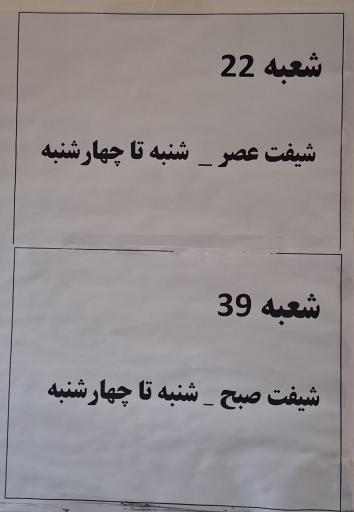 شعبه 22
شیفت عصر _ شنبه تا چهارشنبه
شعبه 39
شیفت صبح _ شنبه تا چهارشنبه